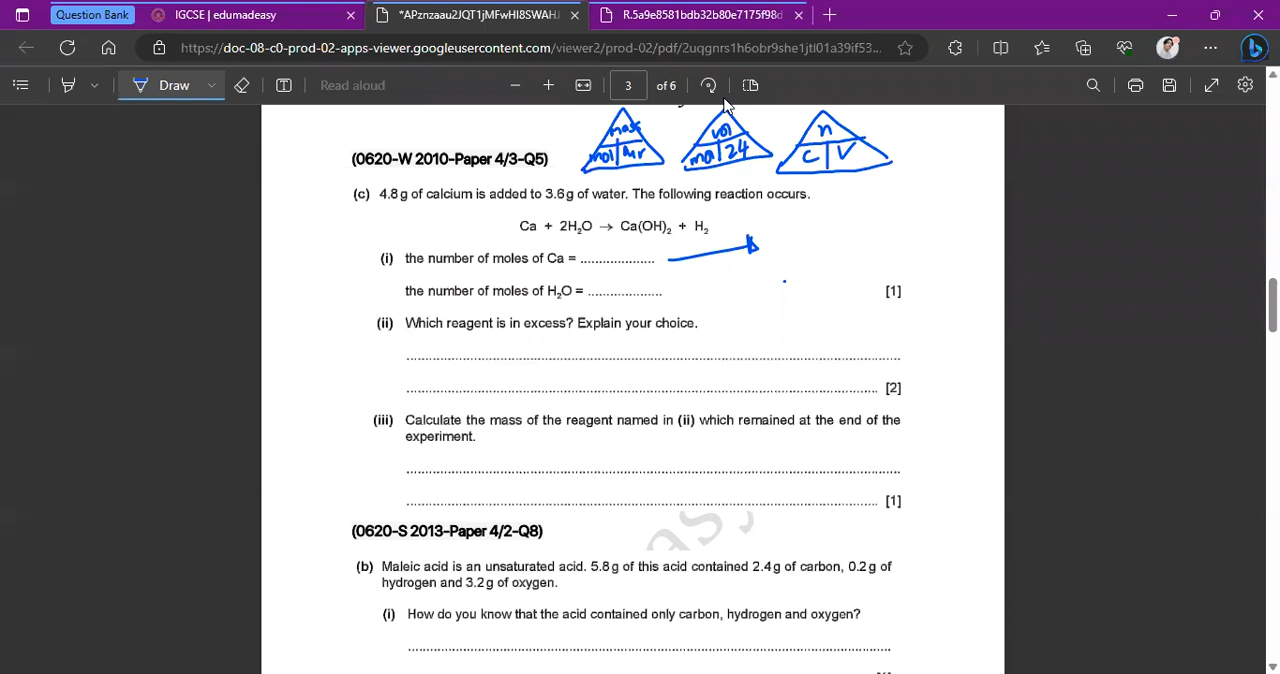 Question Bank
IGCSE | edumadeasy
*APznzaau2JQT1jMFwHI8SWAHJ
R.5a9e8581bdb32b80e7175f98d
https://doc-08-c0-prod-02-apps-viewer.googleusercontent.com/viewer2/prod-02/pdf/2uqgnrs1h6obr9she1jtl01a39if53...
Draw
Read aloud
3 of 6
mass
mol Mr
vol
mol 24
n
C V
(0620-W 2010-Paper 4/3-Q5)
(c) 4.8 g of calcium is added to 3.6 g of water. The following reaction occurs.
Ca + 2H₂O → Ca(OH)₂ + H₂
(i) the number of moles of Ca = ....................
the number of moles of H₂O = .................... [1]
(ii) Which reagent is in excess? Explain your choice.
[2]
(iii) Calculate the mass of the reagent named in (ii) which remained at the end of the
experiment.
[1]
(0620-S 2013-Paper 4/2-Q8)
(b) Maleic acid is an unsaturated acid. 5.8 g of this acid contained 2.4 g of carbon, 0.2 g of
hydrogen and 3.2 g of oxygen.
(i) How do you know that the acid contained only carbon, hydrogen and oxygen?